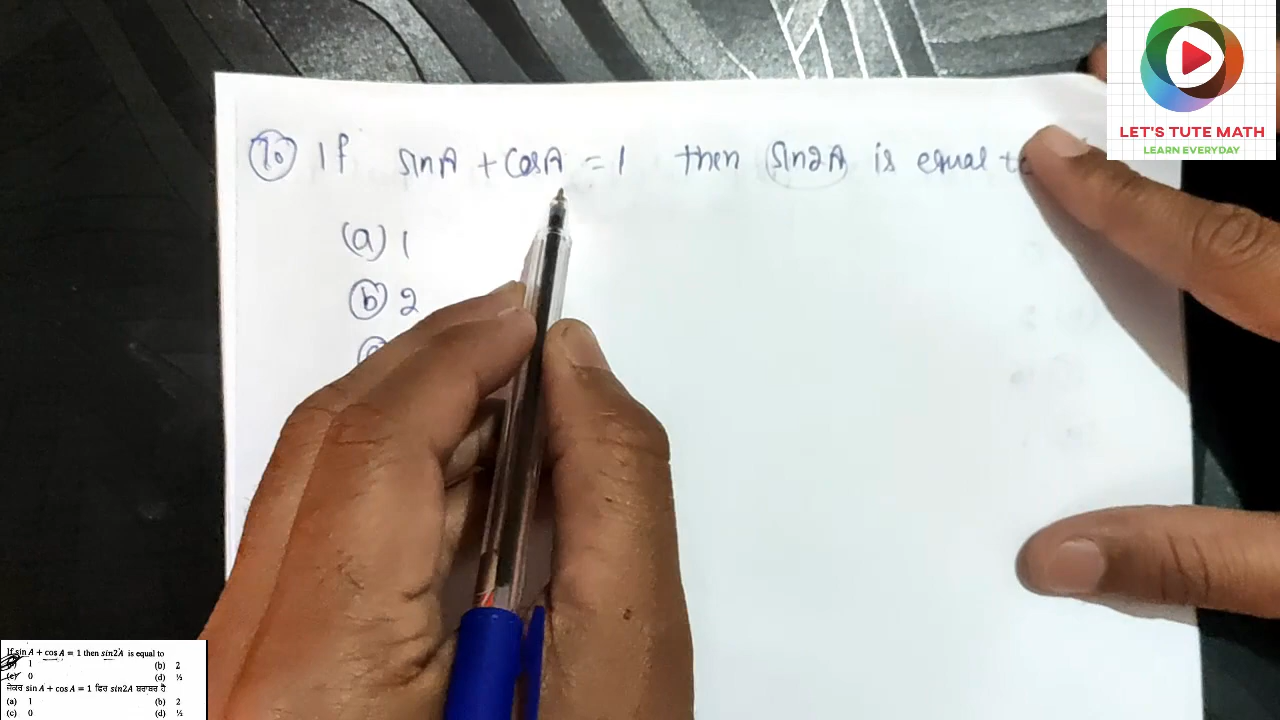 LET'S TUTE MATH
LEARN EVERYDAY
10 If sinA + cosA = 1 then sin2A is equal to
(a) 1
(b) 2
If sin A + cos A = 1 then sin2A is equal to
1 (b) 2
(c) 0 (d) ½
ਜੇਕਰ sin A + cos A = 1 ਫਿਰ sin2A ਬਰਾਬਰ ਹੈ
(a) 1 (b) 2
(c) 0 (d) ½